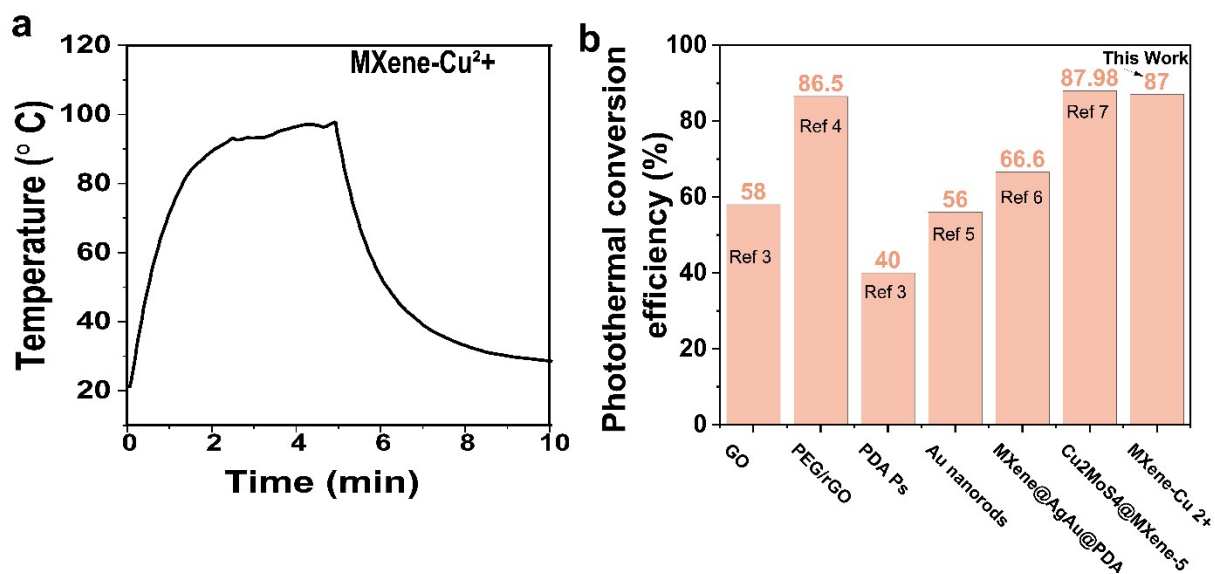 a
MXene-Cu²+
Temperature (° C)
120
100
80
60
40
20
0
2
4
6
8
10
Time (min)
b
Photothermal conversion
efficiency (%)
100
80
60
40
20
0
This Work
58
86.5
40
56
66.6
87.98
87
Ref 3
Ref 4
Ref 3
Ref 5
Ref 6
Ref 7
GO
PEG/rGO
PDA Ps
Au nanorods
MXene@AgAu@PDA
Cu2MoS4@MXene-5
MXene-Cu 2+